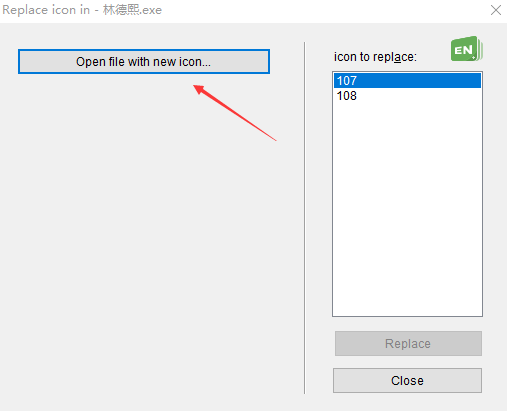 Replace icon in - 林德熙.exe
Open file with new icon...
icon to replace:
EN
107
108
Replace
Close